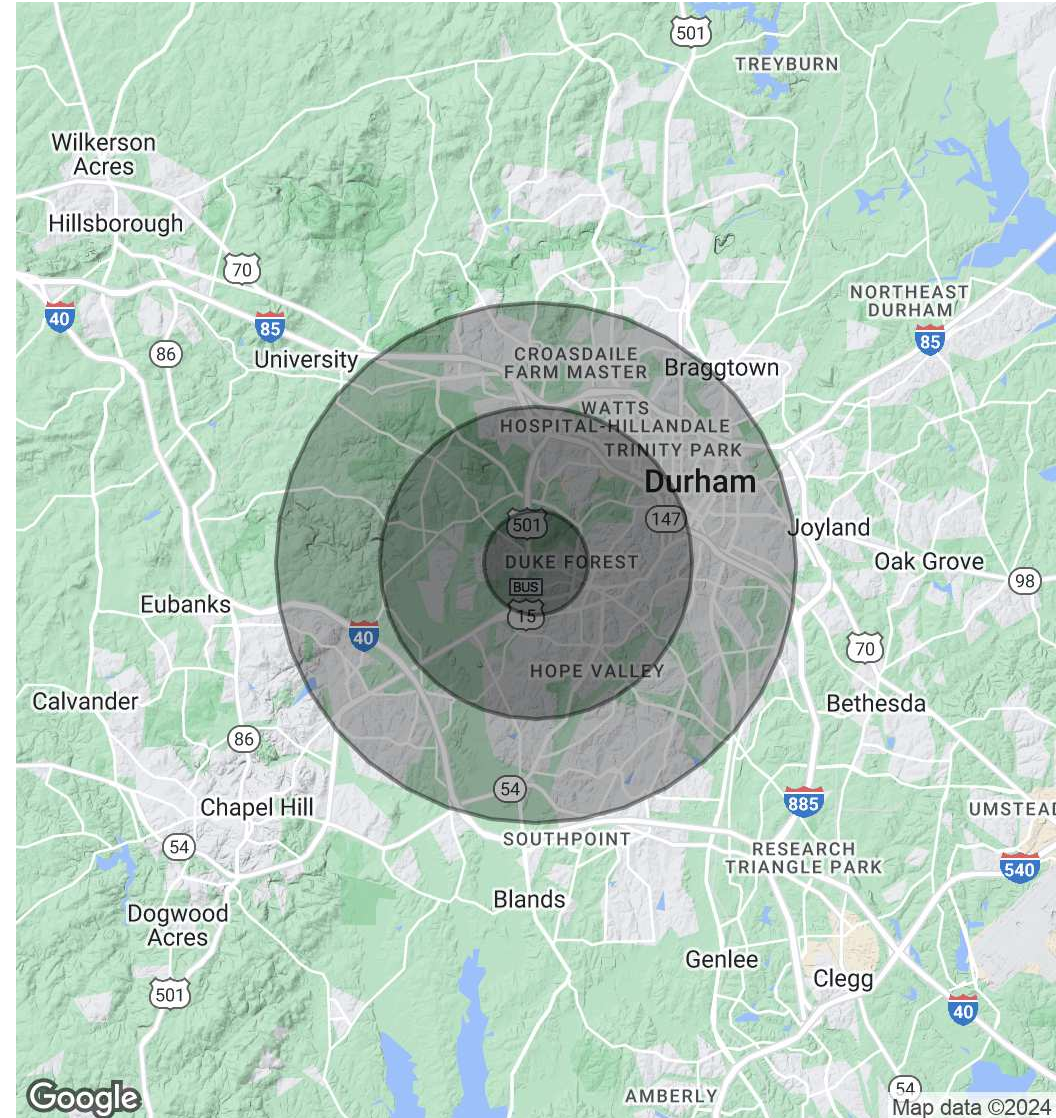 501
TREYBURN
Wilkerson
Acres
Hillsborough
70
NORTHEAST
DURHAM
40
85
85
86
University
CROASDAILE
FARM MASTER
Braggtown
WATTS
HOSPITAL-HILLANDALE
TRINITY PARK
Durham
501
147
Joyland
DUKE FOREST
Oak Grove
BUS
98
15
Eubanks
40
70
HOPE VALLEY
Calvander
Bethesda
86
54
885
Chapel Hill
UMSTEAD
SOUTHPOINT
54
RESEARCH
TRIANGLE PARK
540
Blands
Dogwood
Acres
Genlee
Clegg
501
40
Google
AMBERLY
54
Map data ©2024